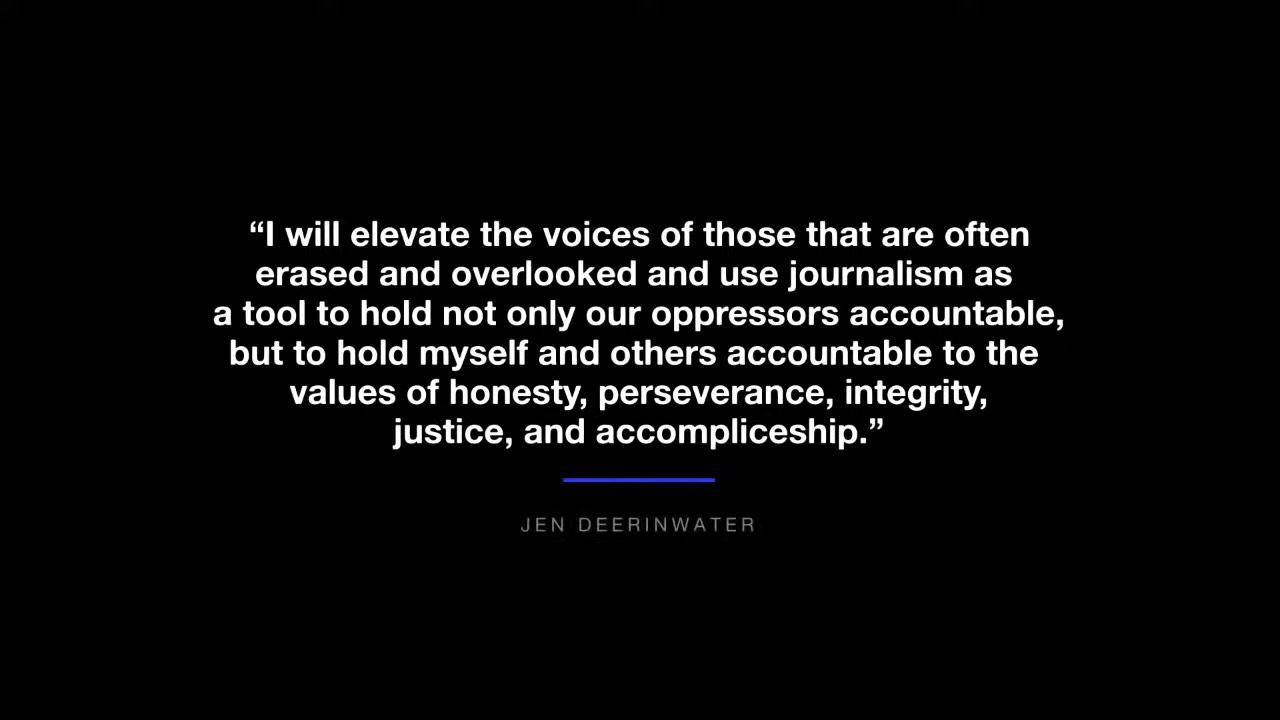 “I will elevate the voices of those that are often
erased and overlooked and use journalism as
a tool to hold not only our oppressors accountable,
but to hold myself and others accountable to the
values of honesty, perseverance, integrity,
justice, and accompliceship.”
JEN DEERINWATER